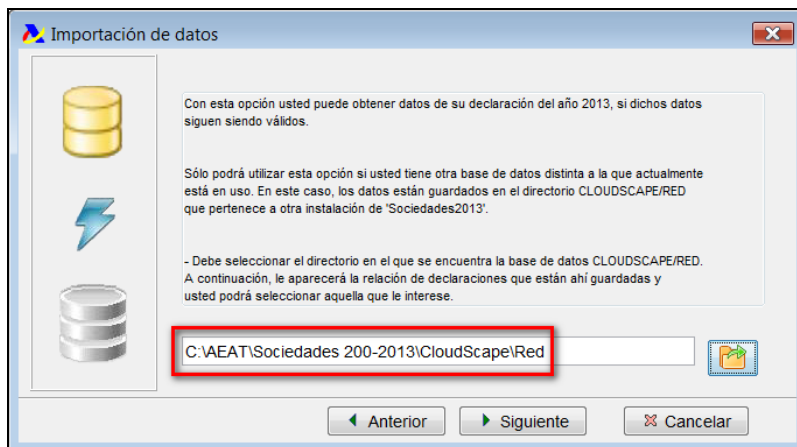 Importación de datos
Con esta opción usted puede obtener datos de su declaración del año 2013, si dichos datos
siguen siendo válidos.
Sólo podrá utilizar esta opción si usted tiene otra base de datos distinta a la que actualmente
está en uso. En este caso, los datos están guardados en el directorio CLOUDSCAPE/RED
que pertenece a otra instalación de 'Sociedades2013'.
- Debe seleccionar el directorio en el que se encuentra la base de datos CLOUDSCAPE/RED.
A continuación, le aparecerá la relación de declaraciones que están ahí guardadas y
usted podrá seleccionar aquella que le interese.
C:\AEAT\Sociedades 200-2013\CloudScape\Red
Anterior Siguiente Cancelar